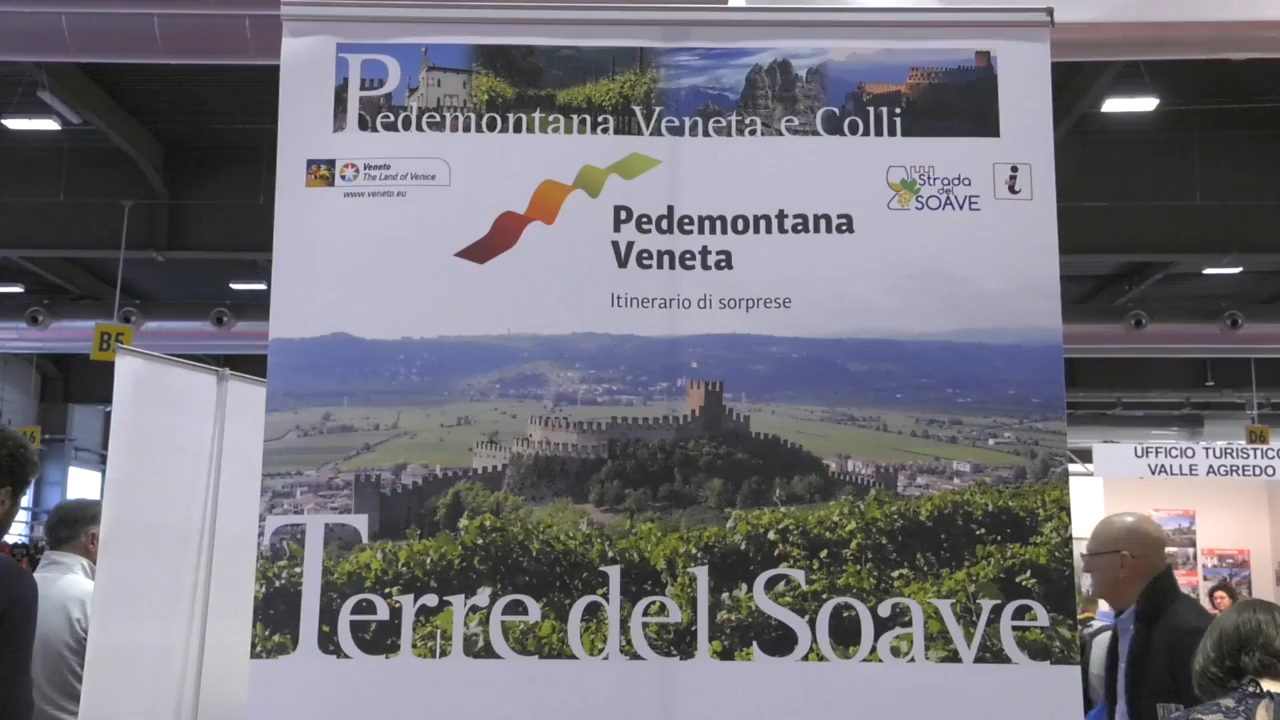 Pedemontana Veneta e Colli
Veneto
The Land of Venice
www.veneto.eu
Strada
del
SOAVE
i
Pedemontana
Veneta
Itinerario di sorprese
B5
D6
UFFICIO TURISTICO
VALLE AGREDO
Terre del Soave